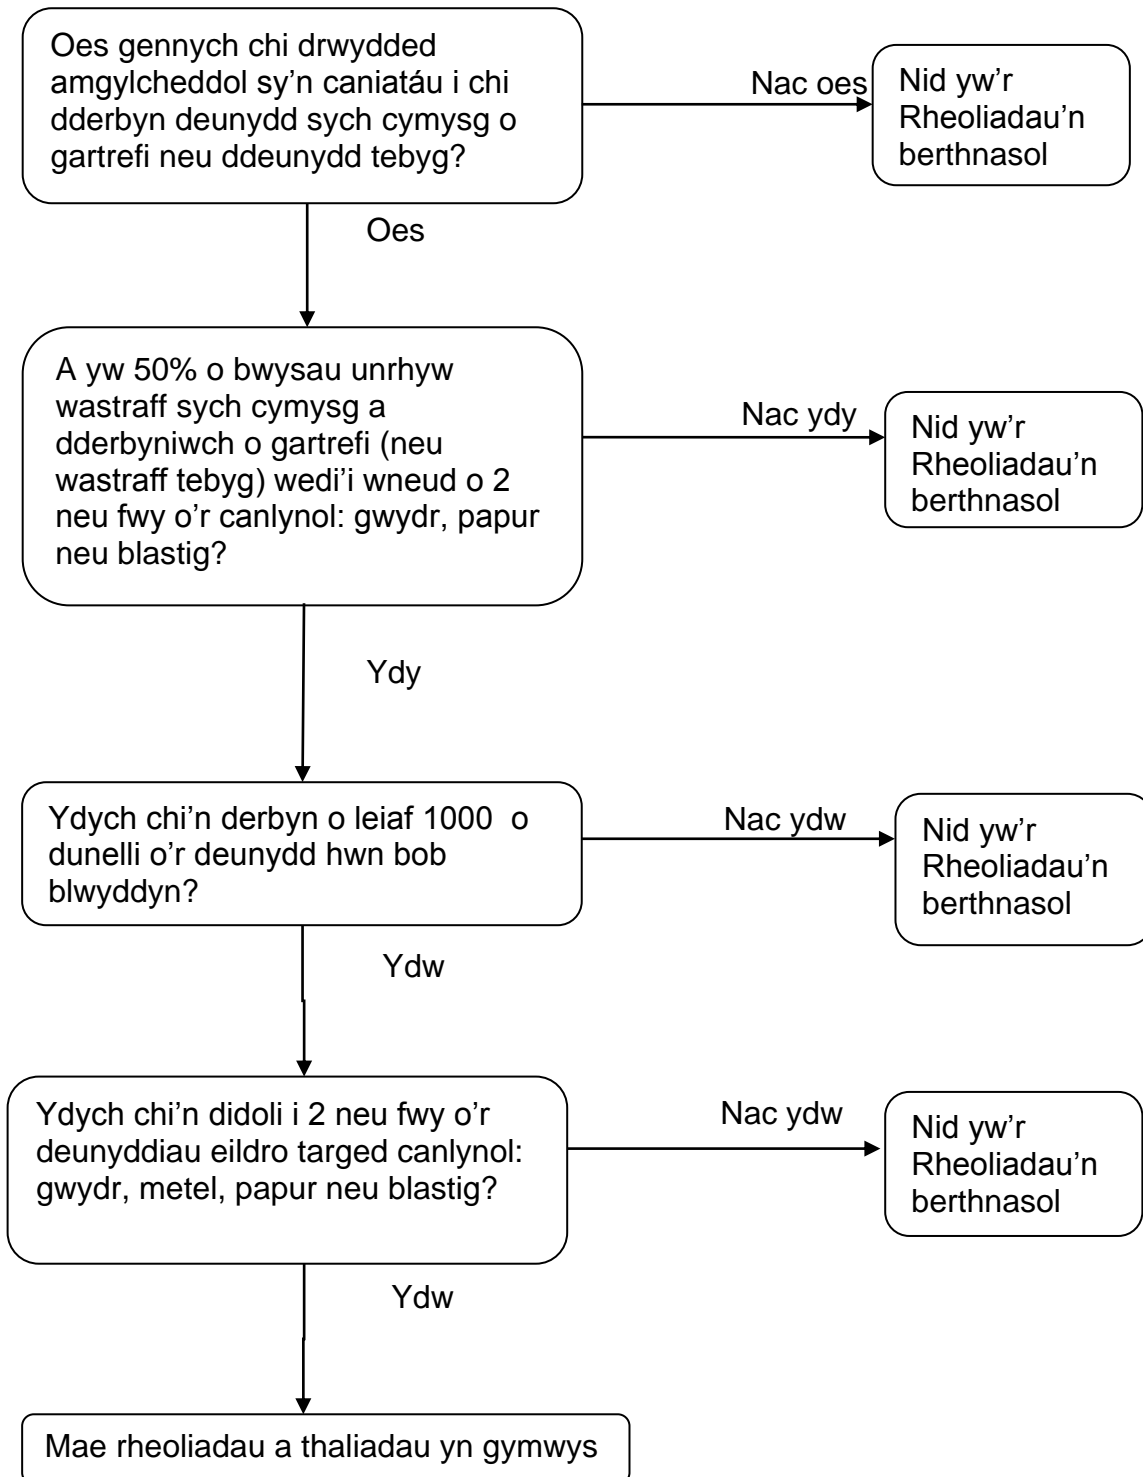 Oes gennych chi drwydded
amgylcheddol sy’n caniatáu i chi
dderbyn deunydd sych cymysg o
gartrefi neu ddeunydd tebyg?
Nac oes
Nid yw’r
Rheoliadau’n
berthnasol
Oes
A yw 50% o bwysau unrhyw
wastraff sych cymysg a
dderbyniwch o gartrefi (neu
wastraff tebyg) wedi’i wneud o 2
neu fwy o’r canlynol: gwydr, papur
neu blastig?
Nac ydy
Nid yw’r
Rheoliadau’n
berthnasol
Ydy
Ydych chi’n derbyn o leiaf 1000  o
dunelli o’r deunydd hwn bob
blwyddyn?
Nac ydw
Nid yw’r
Rheoliadau’n
berthnasol
Ydw
Ydych chi’n didoli i 2 neu fwy o’r
deunyddiau eildro targed canlynol:
gwydr, metel, papur neu blastig?
Nac ydw
Nid yw’r
Rheoliadau’n
berthnasol
Ydw
Mae rheoliadau a thaliadau yn gymwys